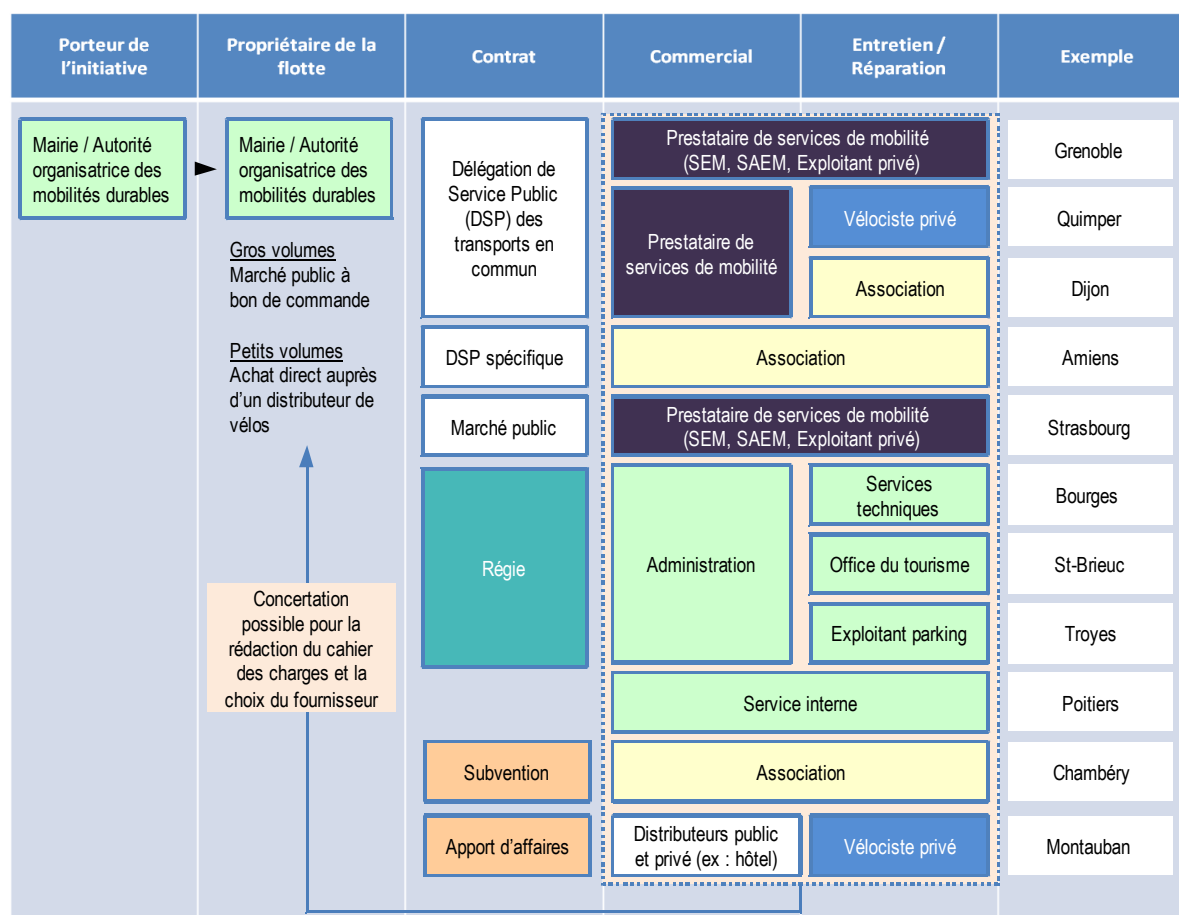 Porteur de
l’initiative
Propriétaire de la
flotte
Contrat
Commercial
Entretien /
Réparation
Exemple
Mairie / Autorité
organisatrice des
mobilités durables
Mairie / Autorité
organisatrice des
mobilités durables
Gros volumes
Marché public à
bon de commande
Petits volumes
Achat direct auprès
d’un distributeur de
vélos
Concertation
possible pour la
rédaction du cahier
des charges et la
choix du fournisseur
Délégation de
Service Public
(DSP) des
transports en
commun
Prestataire de services de mobilité
(SEM, SAEM, Exploitant privé)
Grenoble
Prestataire de
services de mobilité
Vélociste privé
Quimper
Association
Dijon
DSP spécifique
Association
Amiens
Marché public
Prestataire de services de mobilité
(SEM, SAEM, Exploitant privé)
Strasbourg
Régie
Administration
Services
techniques
Bourges
Office du tourisme
St-Brieuc
Exploitant parking
Troyes
Service interne
Poitiers
Subvention
Association
Chambéry
Apport d’affaires
Distributeurs public
et privé (ex : hôtel)
Vélociste privé
Montauban